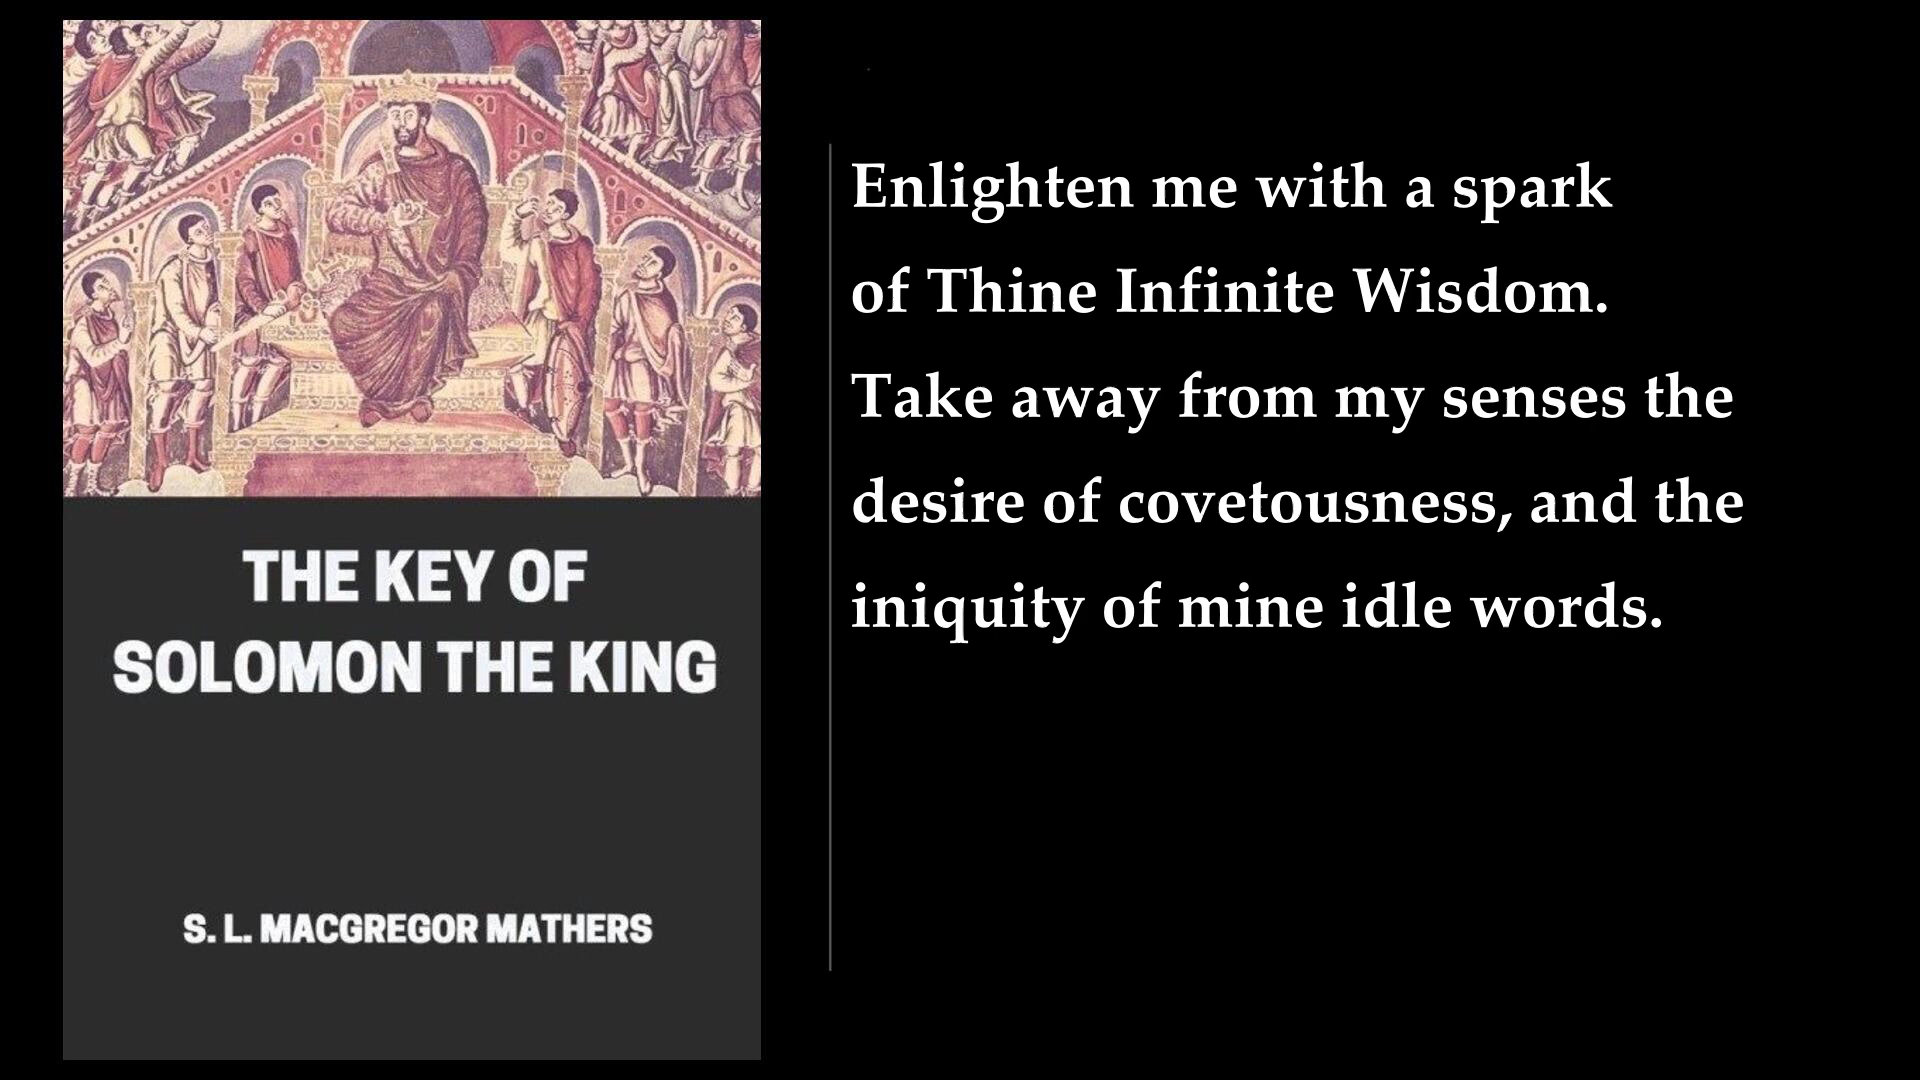 THE KEY OF
SOLOMON THE KING
S. L. MACGREGOR MATHERS
Enlighten me with a spark
of Thine Infinite Wisdom.
Take away from my senses the
desire of covetousness, and the
iniquity of mine idle words.